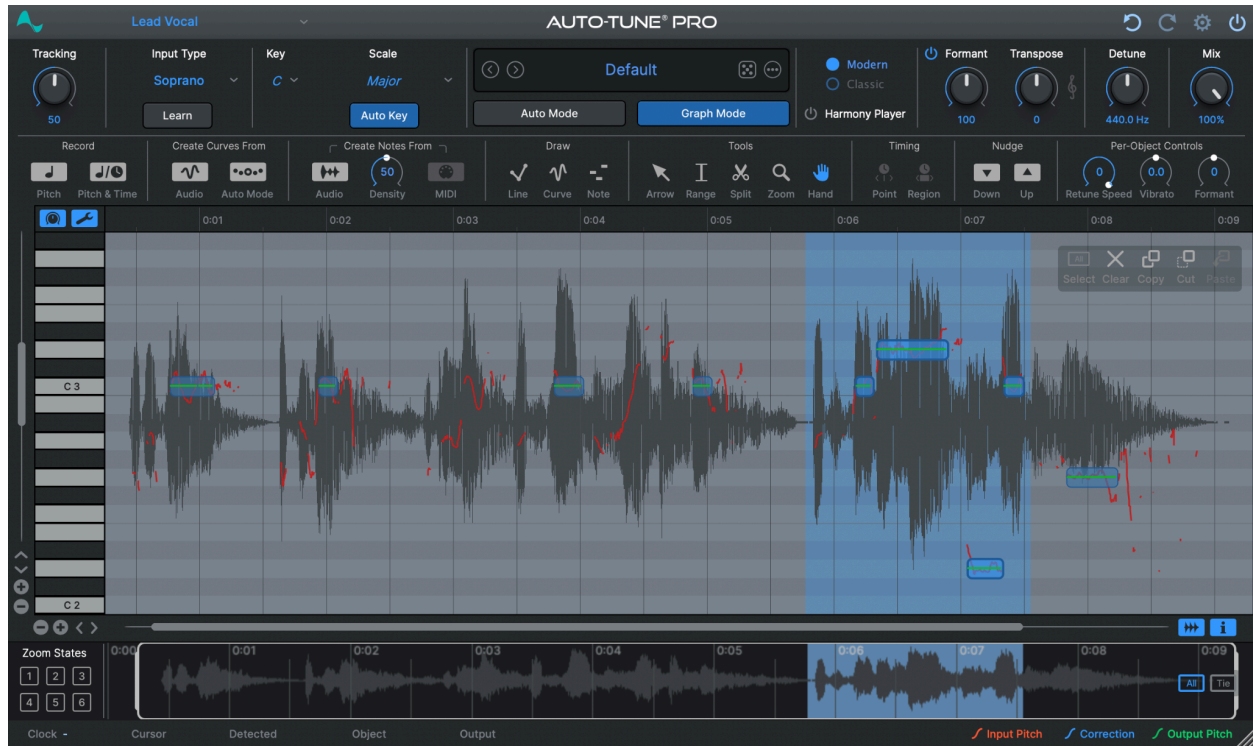 Lead Vocal
AUTO-TUNE® PRO
Tracking
Input Type
Key
Scale
Formant
Transpose
Detune
Mix
Soprano
C
Major
Default
Modern
Classic
50
Learn
Auto Key
Auto Mode
Graph Mode
Harmony Player
100
0
440.0 Hz
100%
Record
Create Curves From
Create Notes From
Draw
Tools
Timing
Nudge
Per-Object Controls
50
0
0.0
0
Pitch
Pitch & Time
Audio
Auto Mode
Audio
Density
MIDI
Line
Curve
Note
Arrow
Range
Split
Zoom
Hand
Point
Region
Down
Up
Retune Speed
Vibrato
Formant
0:01
0:02
0:03
0:04
0:05
0:06
0:07
0:08
0:09
Select
Clear
Copy
Cut
Paste
C 3
C 2
Zoom States
0:00
0:01
0:02
0:03
0:04
0:05
0:06
0:07
0:08
0:09
1
2
3
All
Tie
4
5
6
Clock -
Cursor
Detected
Object
Output
Input Pitch
Correction
Output Pitch